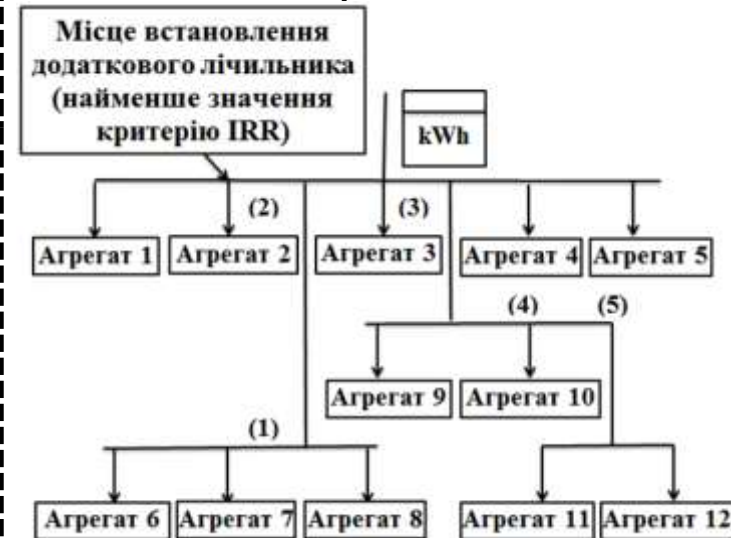 Місце встановлення
додаткового лічильника
(найменше значення
критерію IRR)
kWh
(2)
(3)
Агрегат 1
Агрегат 2
Агрегат 3
Агрегат 4
Агрегат 5
(4)
(5)
Агрегат 9
Агрегат 10
(1)
Агрегат 6
Агрегат 7
Агрегат 8
Агрегат 11
Агрегат 12